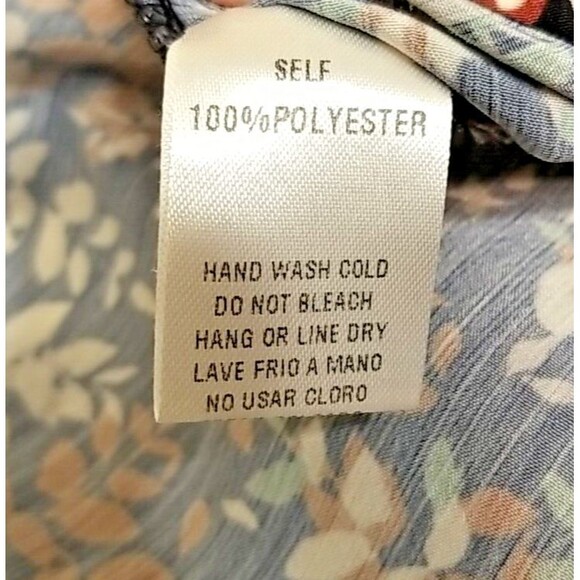 SELF
100%POLYESTER
HAND WASH COLD
DO NOT BLEACH
HANG OR LINE DRY
LAVE FRIO A MANO
NO USAR CLORO